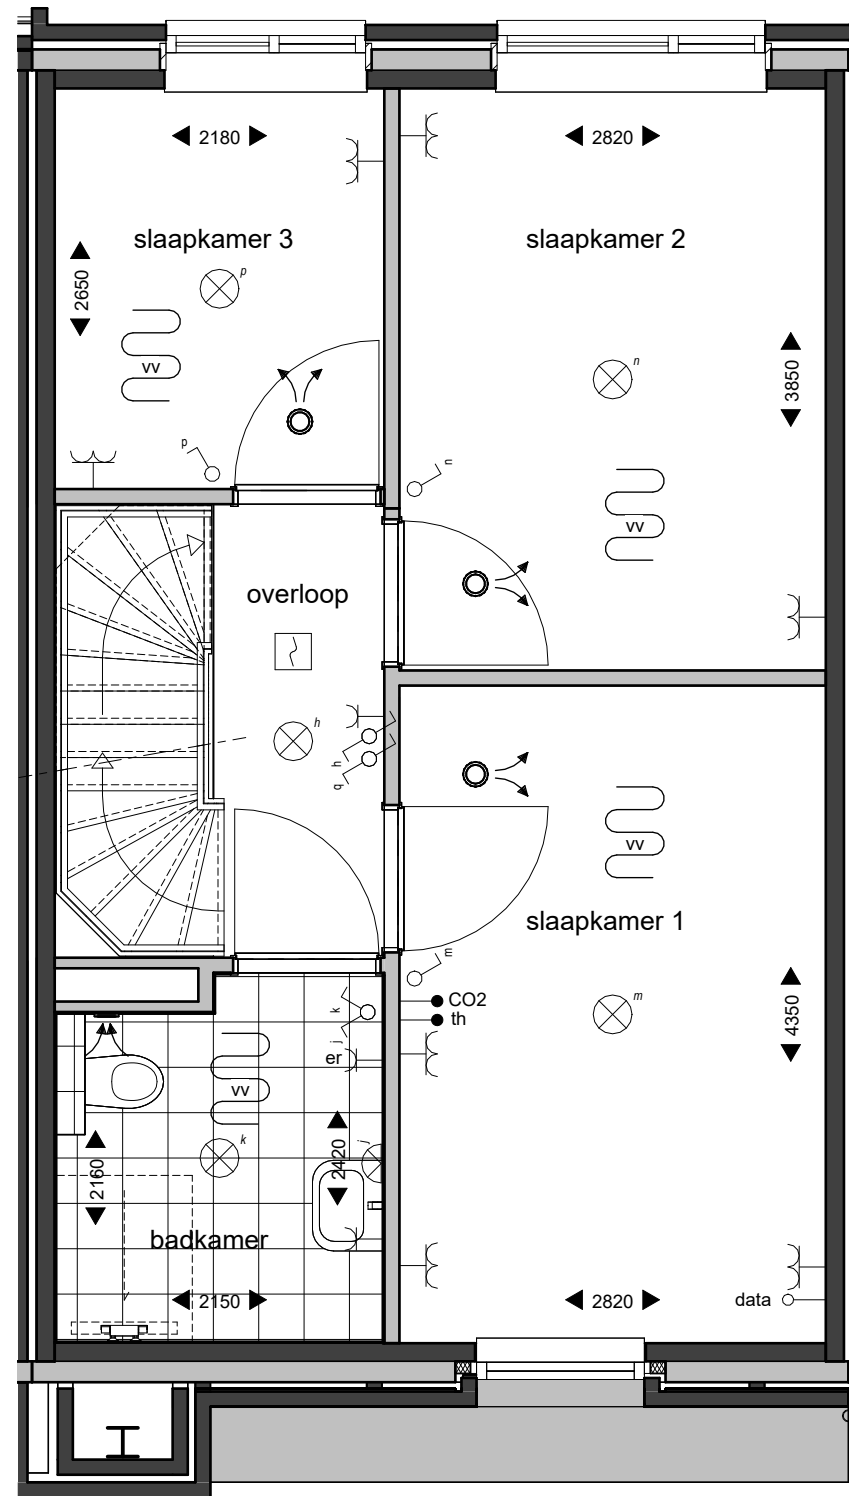 2180
2820
slaapkamer 3
slaapkamer 2
p
2650
n
3850
vv
p
n
vv
overloop
h
h
q
vv
slaapkamer 1
m
k
CO2
m
th
4350
j
er
vv
k
j
2160
2420
badkamer
2150
2820
data